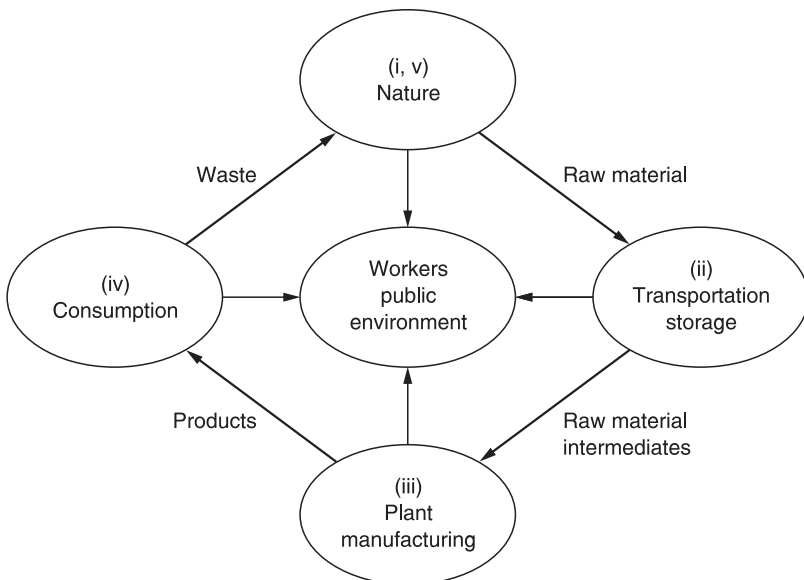 (i, v)
Nature
Waste
Raw material
(iv)
Consumption
Workers
public
environment
(ii)
Transportation
storage
Products
Raw material
intermediates
(iii)
Plant
manufacturing